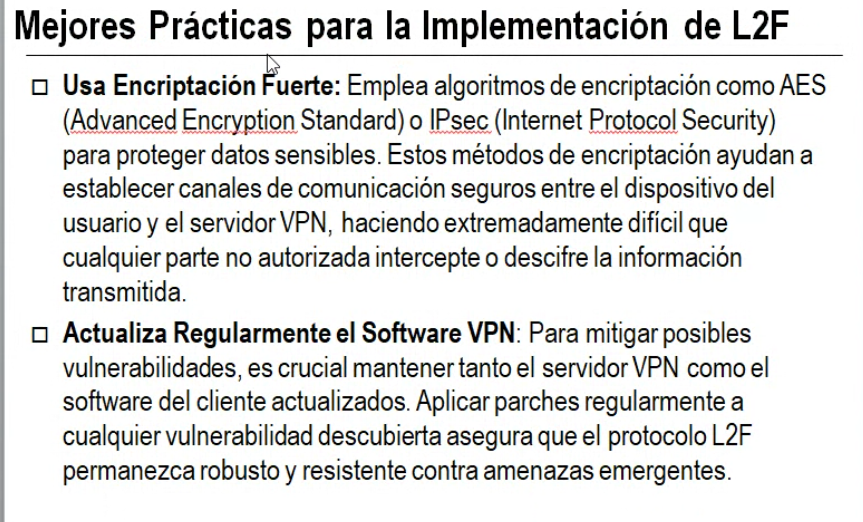 Mejores Prácticas para la Implementación de L2F
Usa Encriptación Fuerte: Emplea algoritmos de encriptación como AES
(Advanced Encryption Standard) o IPsec (Internet Protocol Security)
para proteger datos sensibles. Estos métodos de encriptación ayudan a
establecer canales de comunicación seguros entre el dispositivo del
usuario y el servidor VPN, haciendo extremadamente difícil que
cualquier parte no autorizada intercepte o descifre la información
transmitida.
Actualiza Regularmente el Software VPN: Para mitigar posibles
vulnerabilidades, es crucial mantener tanto el servidor VPN como el
software del cliente actualizados. Aplicar parches regularmente a
cualquier vulnerabilidad descubierta asegura que el protocolo L2F
permanezca robusto y resistente contra amenazas emergentes.